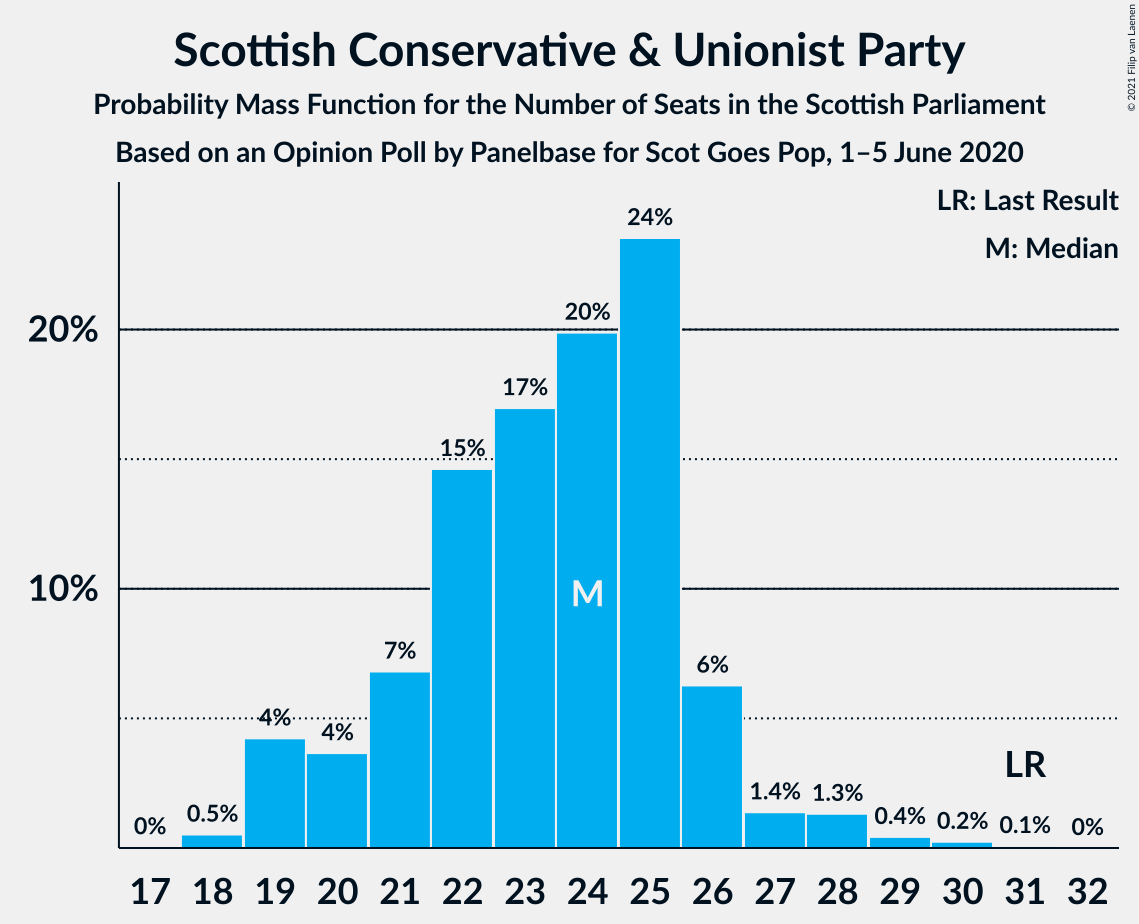 Scottish Conservative & Unionist Party
Probability Mass Function for the Number of Seats in the Scottish Parliament
Based on an Opinion Poll by Panelbase for Scot Goes Pop, 1–5 June 2020
© 2021 Filip van Laenen
LR: Last Result
M: Median
20%
10%
0%
0.5%
4%
4%
7%
15%
17%
20%
24%
6%
1.4%
1.3%
0.4%
0.2%
0.1%
0%
M
LR
17 18 19 20 21 22 23 24 25 26 27 28 29 30 31 32